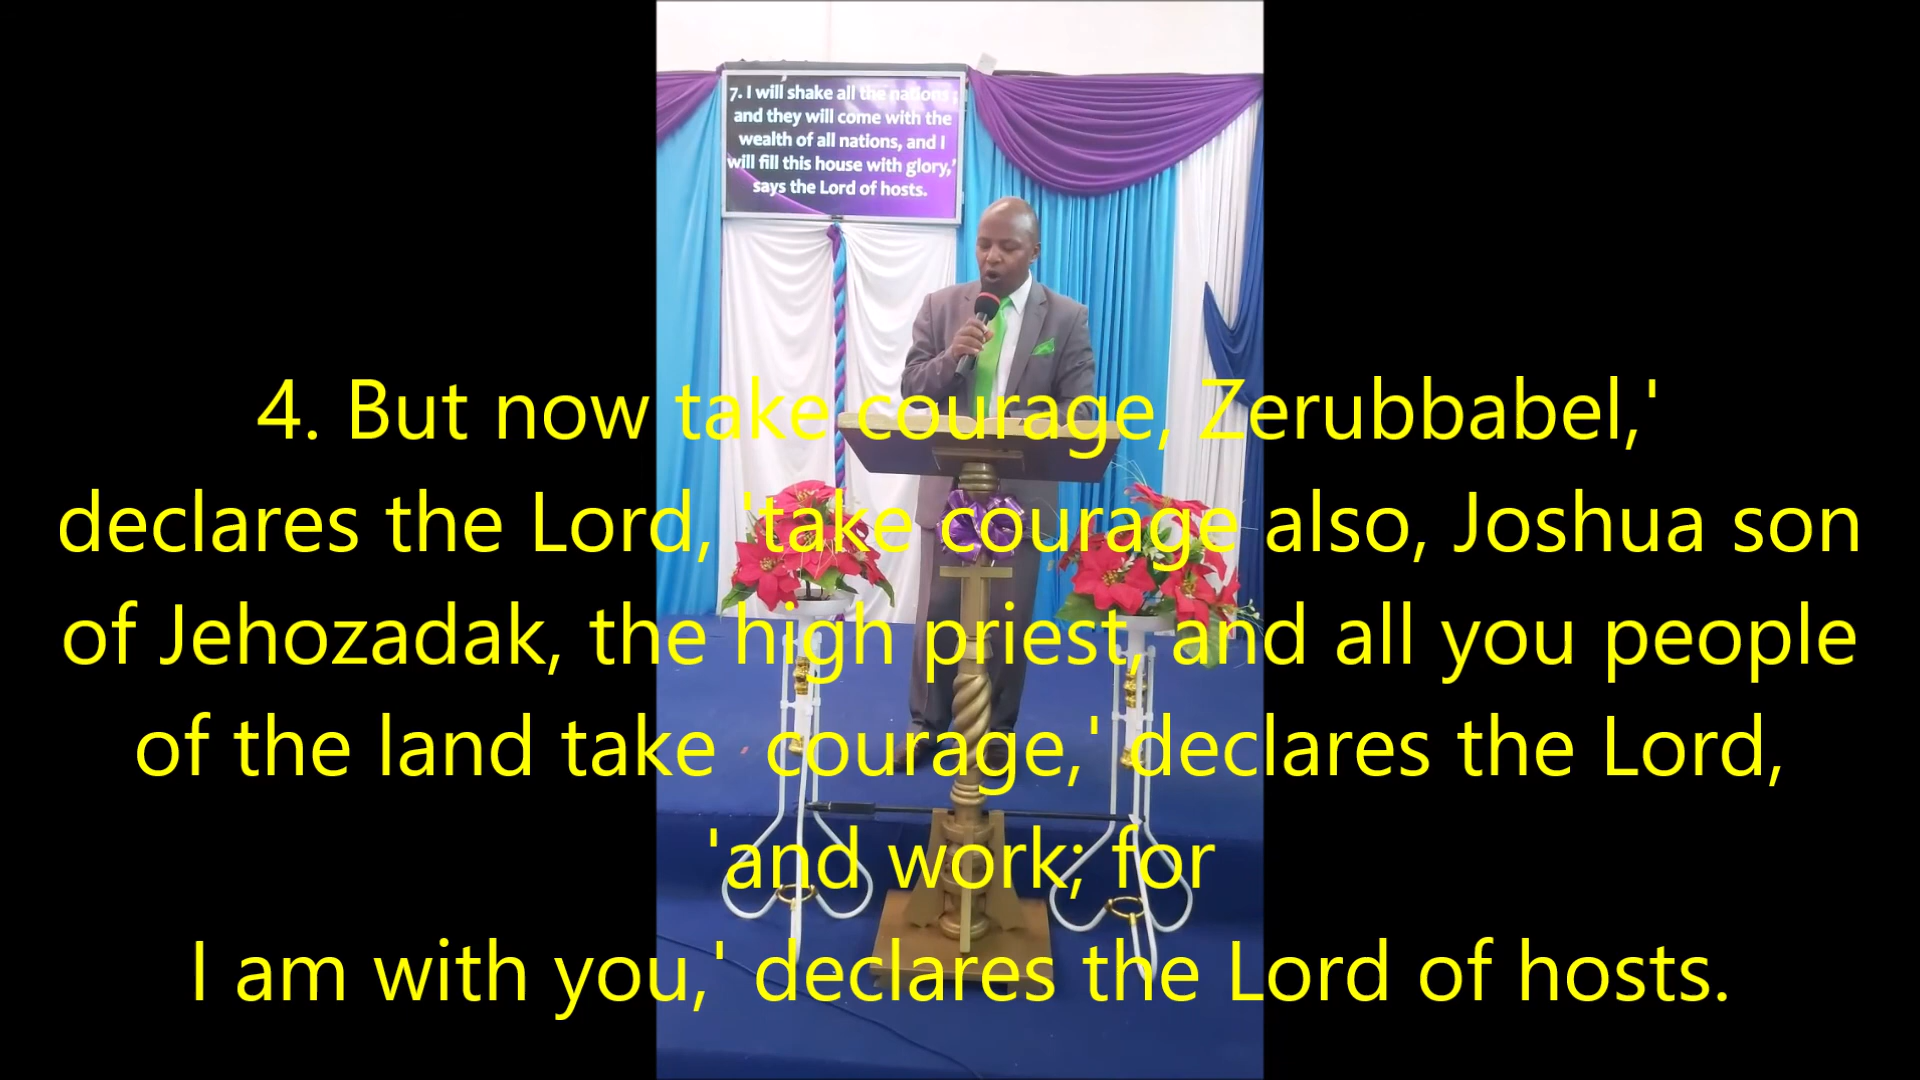 7. I will shake all the nations ;
and they will come with the
wealth of all nations, and I
will fill this house with glory,'
says the Lord of hosts.
4. But now take courage, Zerubbabel,'
declares the Lord, 'take courage also, Joshua son
of Jehozadak, the high priest, and all you people
of the land take 'courage,' declares the Lord,
'and work; for
I am with you,' declares the Lord of hosts.